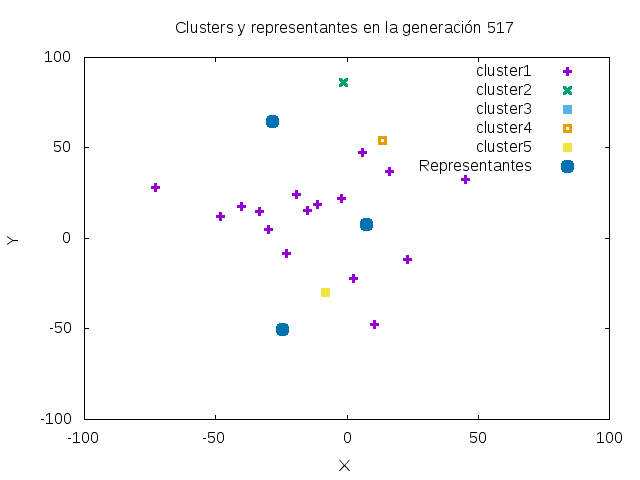 Clusters y representantes en la generación 517
100
50
0
-50
-100
Y
-100
-50
0
50
100
X
cluster1
cluster2
cluster3
cluster4
cluster5
Representantes